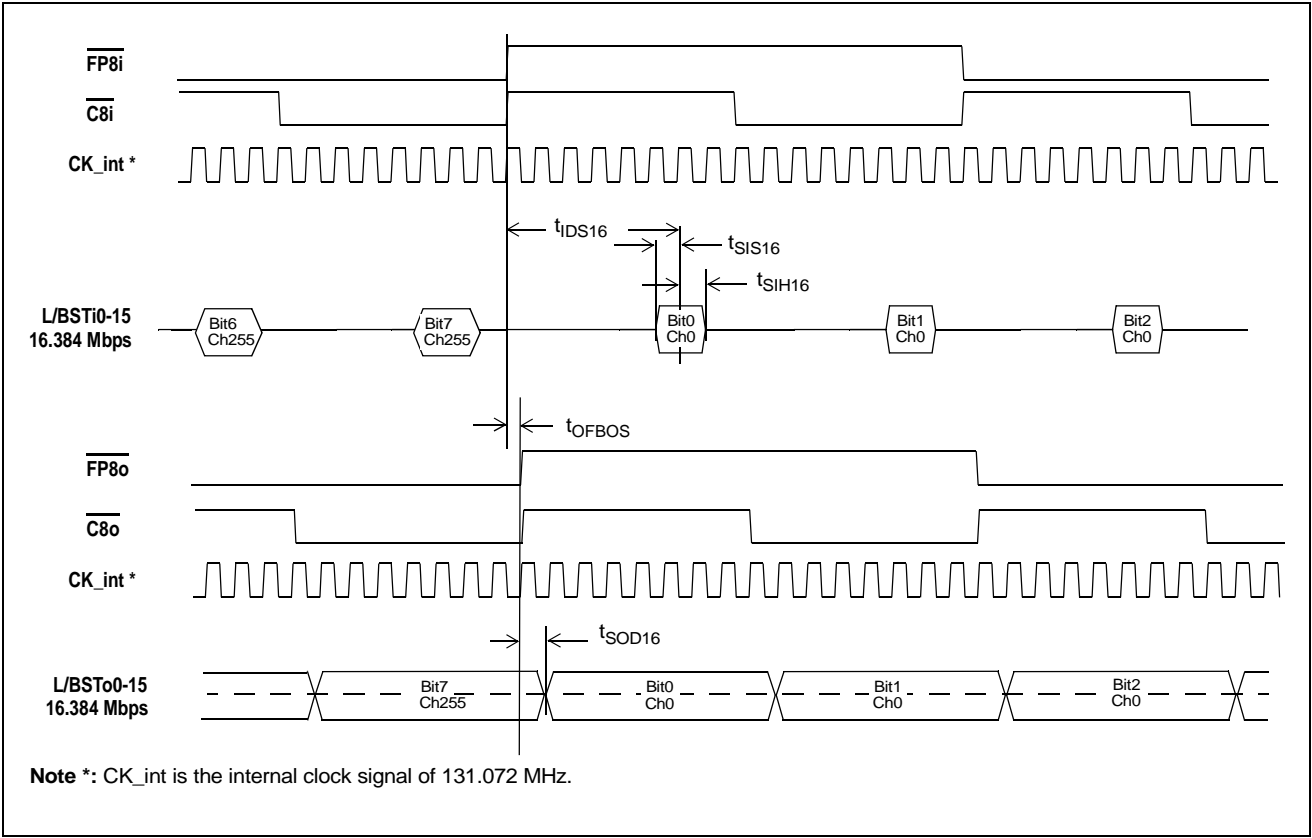 FP8i
C8i
CK_int *
tIDS16
tSIS16
tSIH16
L/BSTi0-15
16.384 Mbps
Bit6
Ch255
Bit7
Ch255
Bit0
Ch0
Bit1
Ch0
Bit2
Ch0
tOFBOS
FP8o
C8o
CK_int *
tSOD16
L/BSTo0-15
16.384 Mbps
Bit7
Ch255
Bit0
Ch0
Bit1
Ch0
Bit2
Ch0
Note *: CK_int is the internal clock signal of 131.072 MHz.